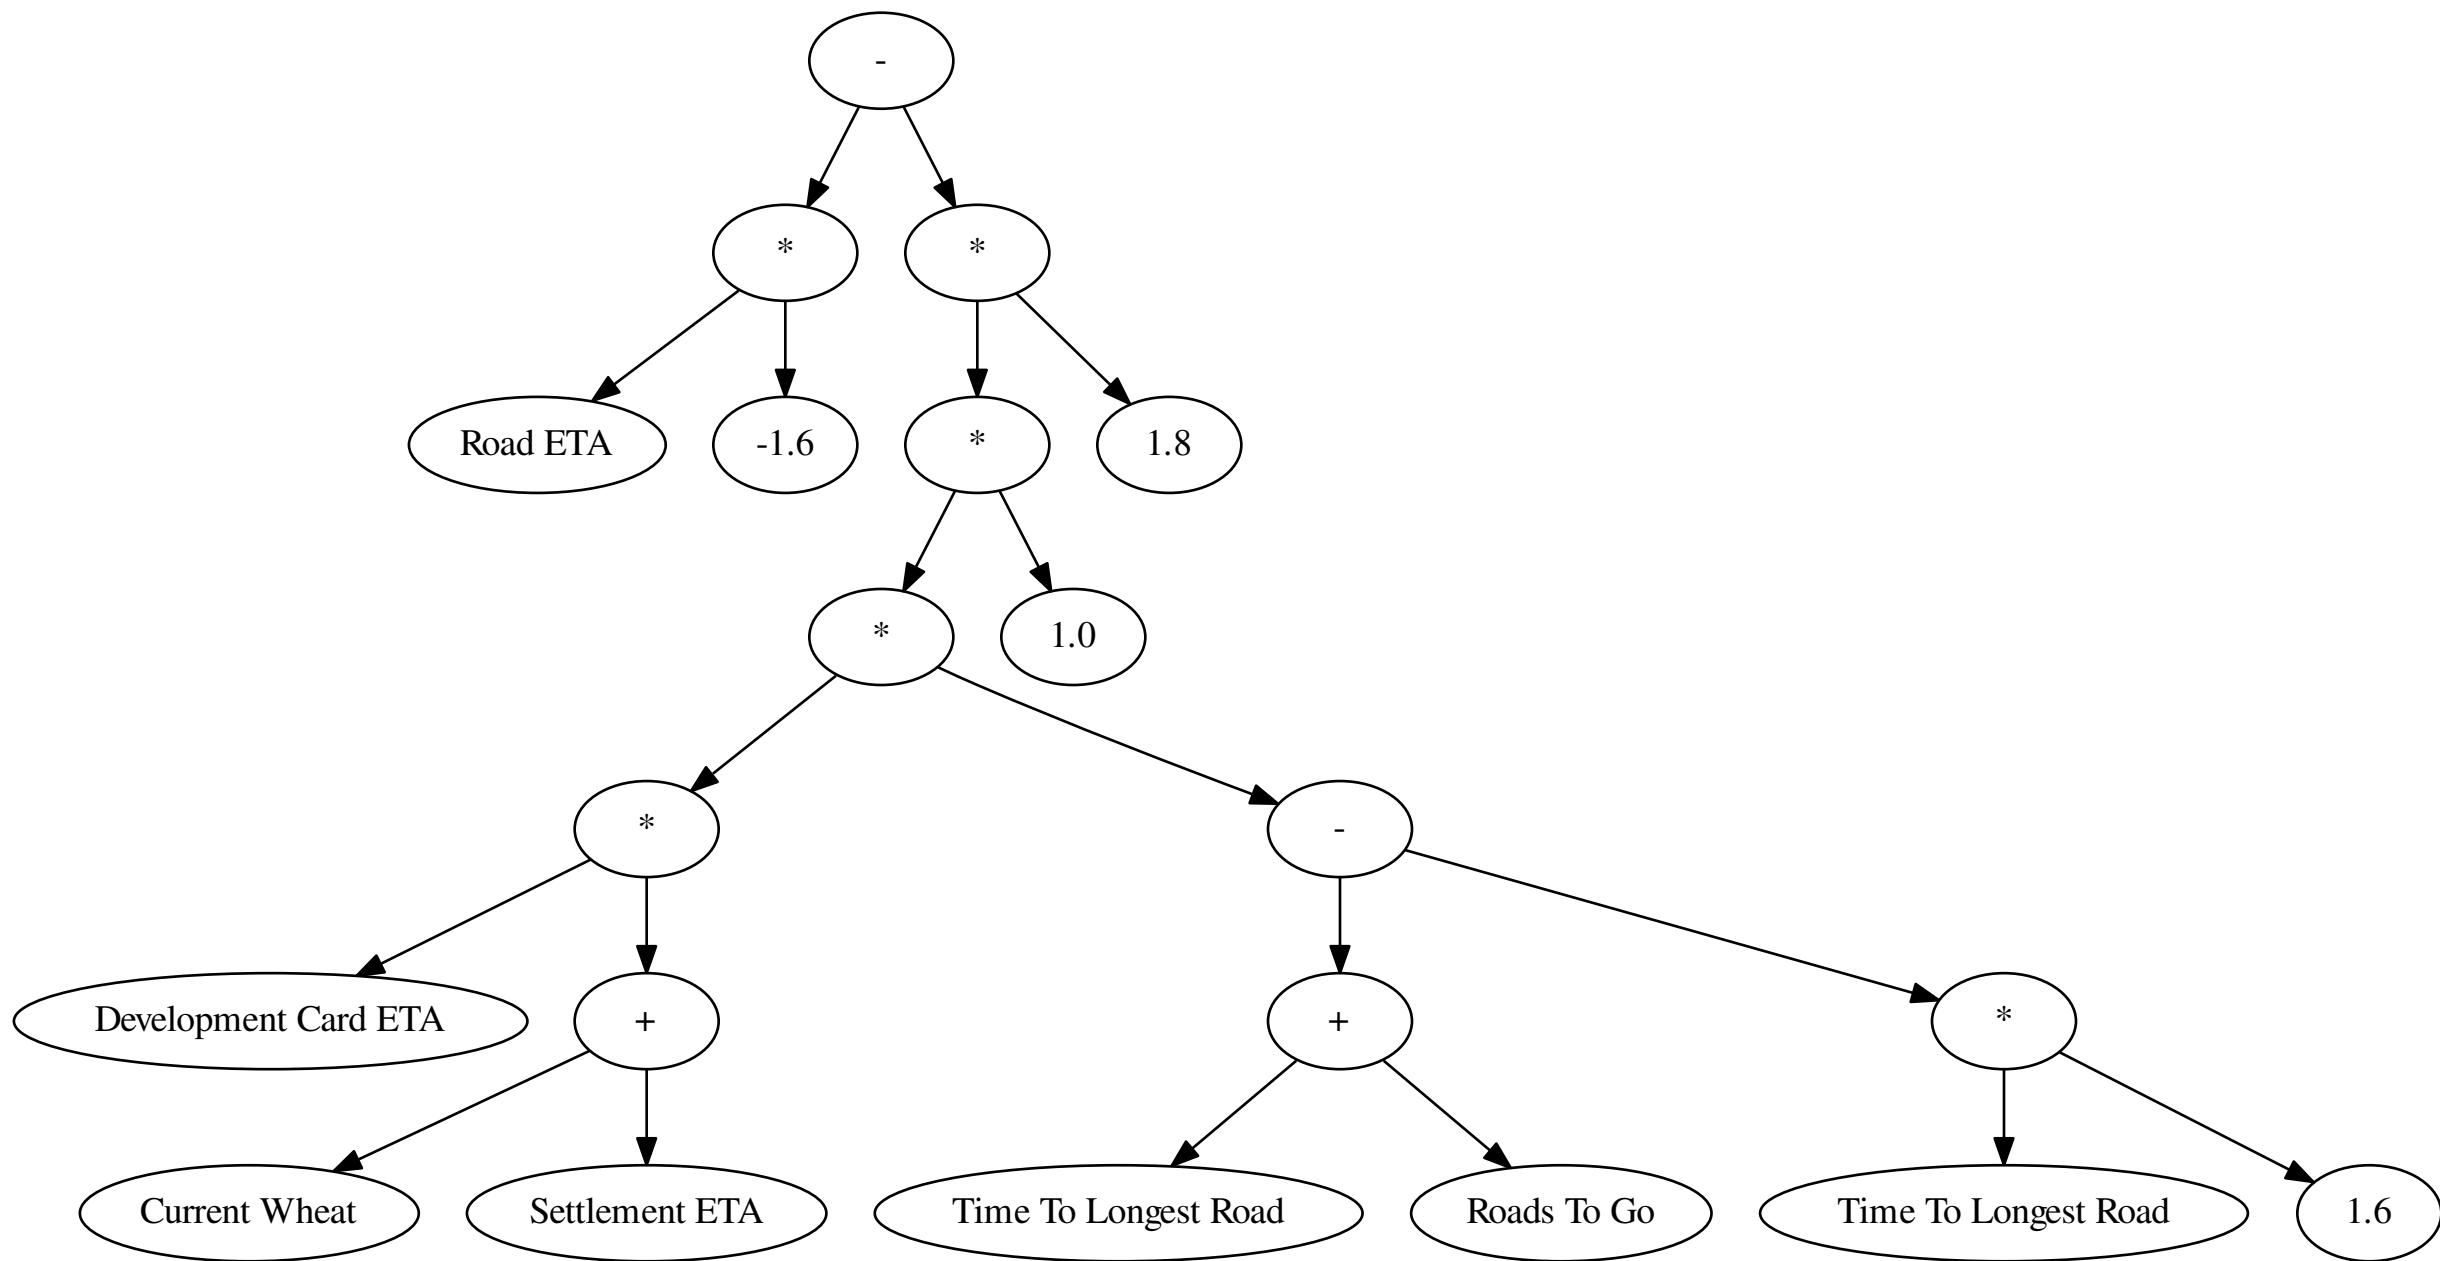 -
*
*
Road ETA
-1.6
*
1.8
*
1.0
*
-
Development Card ETA
+
+
*
Current Wheat
Settlement ETA
Time To Longest Road
Roads To Go
Time To Longest Road
1.6